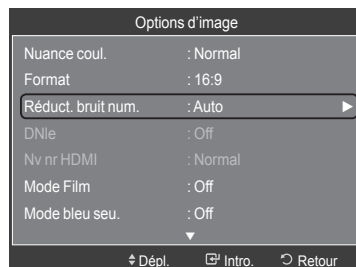 Options d'image
Nuance coul. : Normal
Format : 16:9
Réduct. bruit num. : Auto
DNIe : Off
Nv nr HDMI : Normal
Mode Film : Off
Mode bleu seu. : Off
Dépl. Intro. Retour